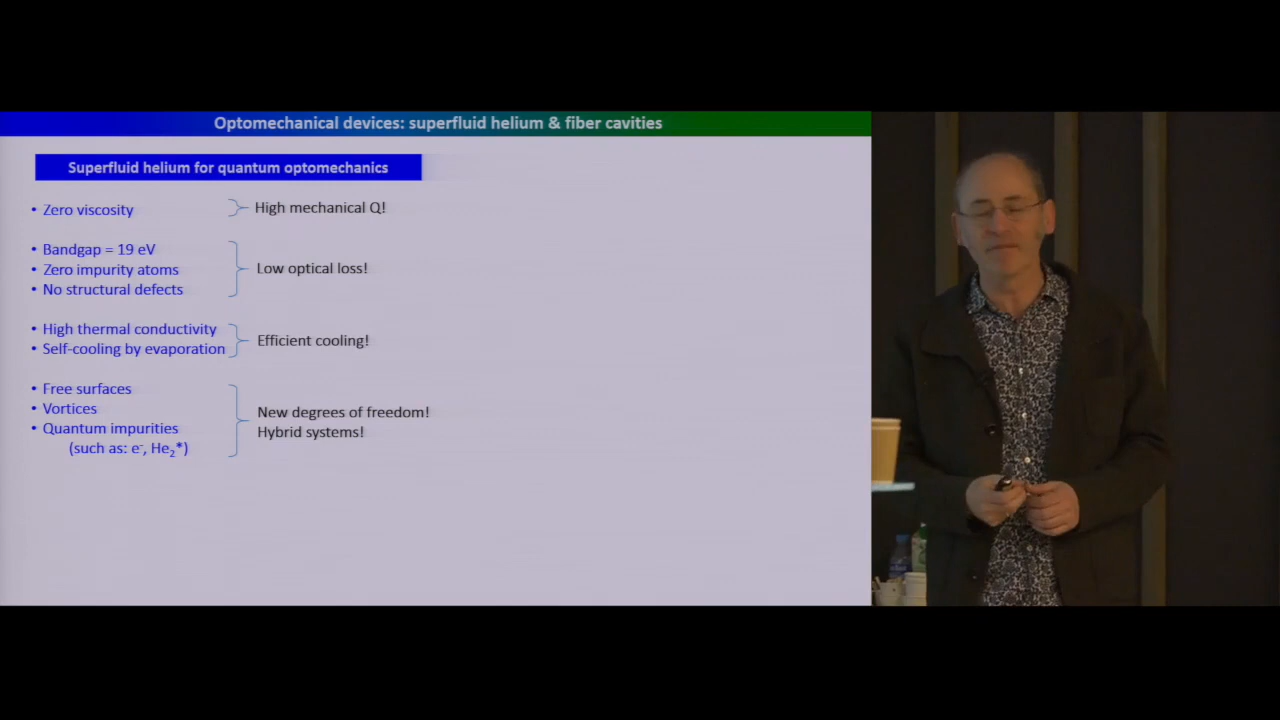 Optomechanical devices: superfluid helium & fiber cavities
Superfluid helium for quantum optomechanics
• Zero viscosity
High mechanical Q!
• Bandgap = 19 eV
• Zero impurity atoms
• No structural defects
Low optical loss!
• High thermal conductivity
• Self-cooling by evaporation
Efficient cooling!
• Free surfaces
• Vortices
• Quantum impurities
(such as: e⁻, He₂*)
New degrees of freedom!
Hybrid systems!